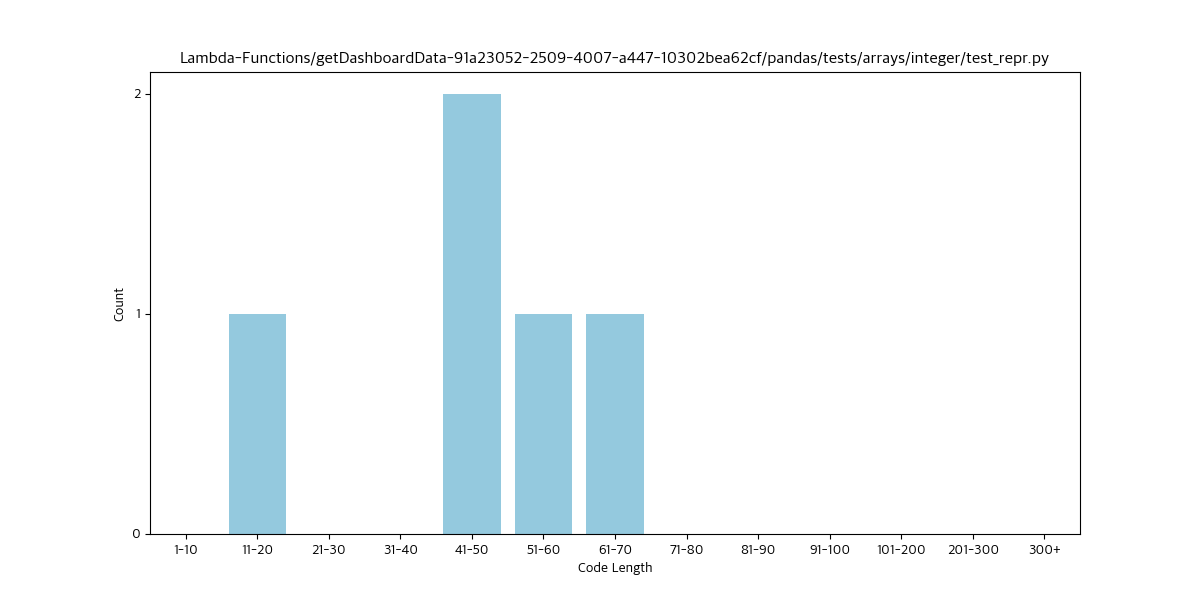 Lambda-Functions/getDashboardData-91a23052-2509-4007-a447-10302bea62cf/pandas/tests/arrays/integer/test_repr.py
2
Count
1
0
1-10 11-20 21-30 31-40 41-50 51-60 61-70 71-80 81-90 91-100 101-200 201-300 300+
Code Length